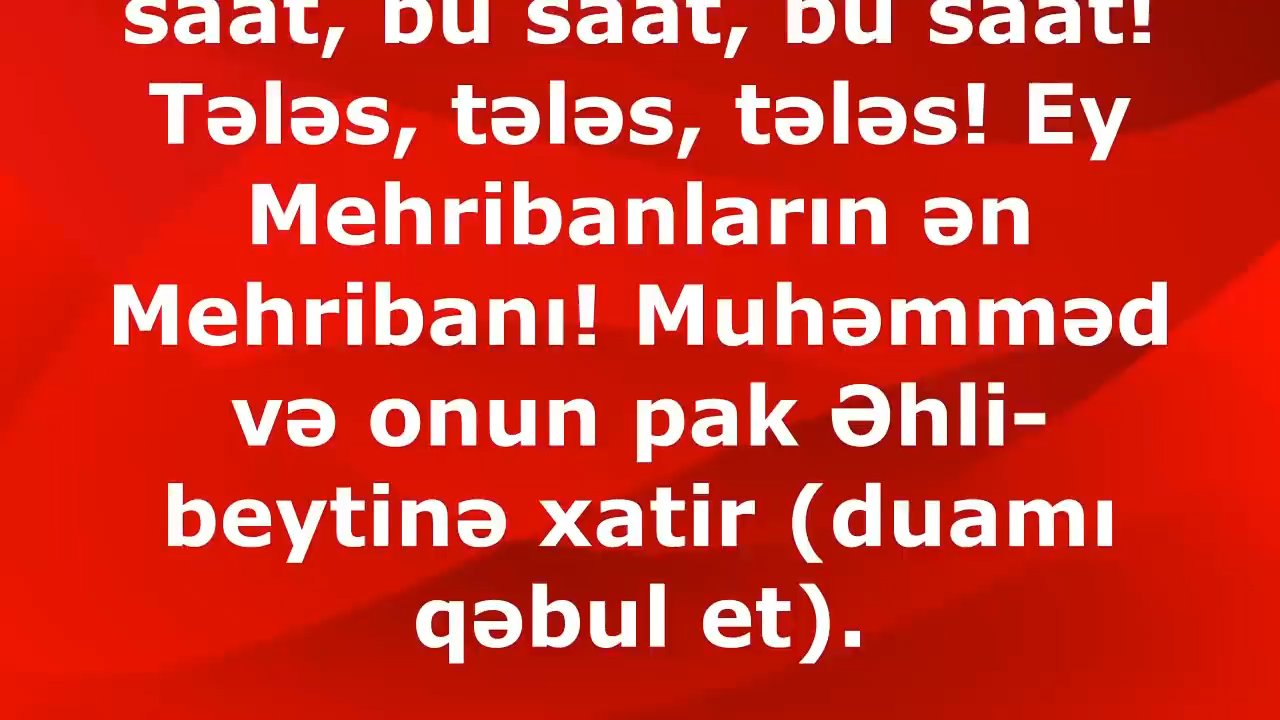 saat, bu saat, bu saat!
Tələs, tələs, tələs! Ey
Mehribanların ən
Mehribanı! Muhəmməd
və onun pak Əhli-
beytinə xatir (duamı
qəbul et).